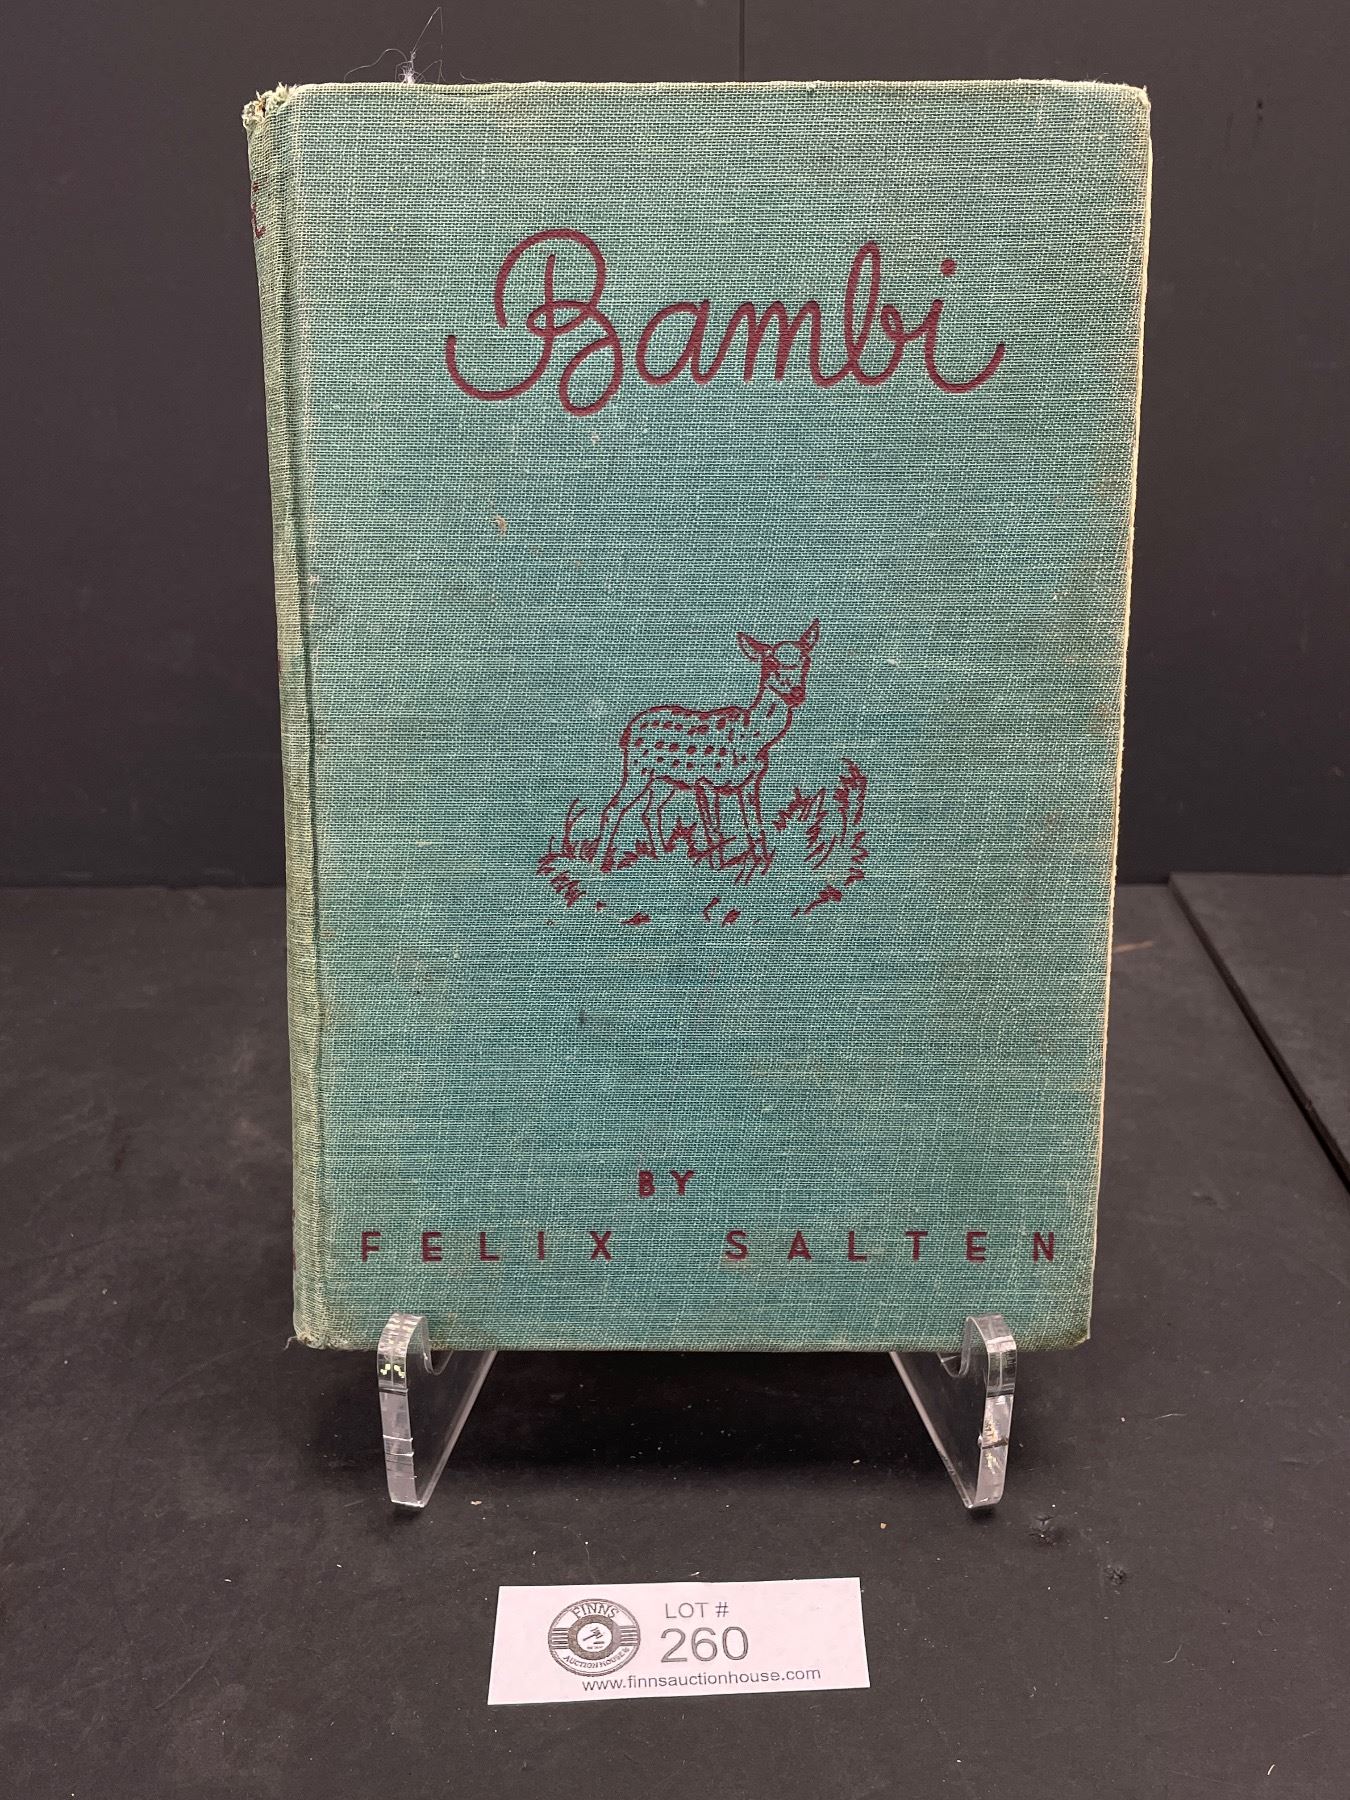 Bambi
BY
FELIX SALTEN
FINNS
AUCTION HOUSE
LOT #
260
www.finnsauctionhouse.com